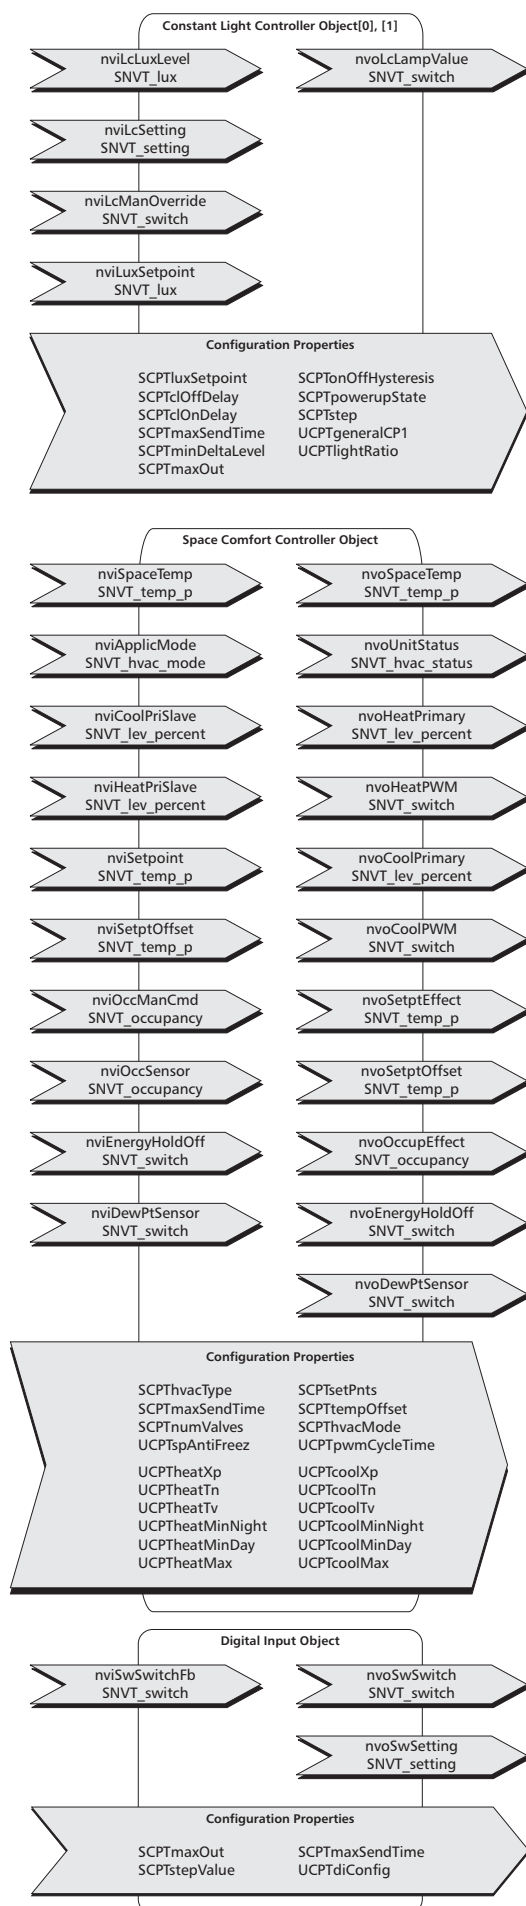 Constant Light Controller Object[0], [1]
nviLcLuxLevel
SNVT_lux
nvoLcLampValue
SNVT_switch
nviLcSetting
SNVT_setting
nviLcManOverride
SNVT_switch
nviLuxSetpoint
SNVT_lux
Configuration Properties
SCPTluxSetpoint
SCPTclOffDelay
SCPTclOnDelay
SCPTmaxSendTime
SCPTminDeltaLevel
SCPTmaxOut
SCPTonOffHysteresis
SCPTpowerupState
SCPTstep
UCPTgeneralCP1
UCPTlightRatio
Space Comfort Controller Object
nviSpaceTemp
SNVT_temp_p
nvoSpaceTemp
SNVT_temp_p
nviApplicMode
SNVT_hvac_mode
nvoUnitStatus
SNVT_hvac_status
nviCoolPriSlave
SNVT_lev_percent
nvoHeatPrimary
SNVT_lev_percent
nviHeatPriSlave
SNVT_lev_percent
nvoHeatPWM
SNVT_switch
nviSetpoint
SNVT_temp_p
nvoCoolPrimary
SNVT_lev_percent
nviSetptOffset
SNVT_temp_p
nvoCoolPWM
SNVT_switch
nviOccManCmd
SNVT_occupancy
nvoSetptEffect
SNVT_temp_p
nviOccSensor
SNVT_occupancy
nvoSetptOffset
SNVT_temp_p
nviEnergyHoldOff
SNVT_switch
nvoOccupEffect
SNVT_occupancy
nviDewPtSensor
SNVT_switch
nvoEnergyHoldOff
SNVT_switch
nvoDewPtSensor
SNVT_switch
Configuration Properties
SCPThvacType
SCPTmaxSendTime
SCPTnumValves
UCPTspAntiFreez
SCPTsetPnts
SCPTtempOffset
SCPThvacMode
UCPTpwmCycleTime
UCPTheatXp
UCPTheatTn
UCPTheatTv
UCPTheatMinNight
UCPTheatMinDay
UCPTheatMax
UCPTcoolXp
UCPTcoolTn
UCPTcoolTv
UCPTcoolMinNight
UCPTcoolMinDay
UCPTcoolMax
Digital Input Object
nviSwSwitchFb
SNVT_switch
nvoSwSwitch
SNVT_switch
nvoSwSetting
SNVT_setting
Configuration Properties
SCPTmaxOut
SCPTstepValue
SCPTmaxSendTime
UCPTdiConfig